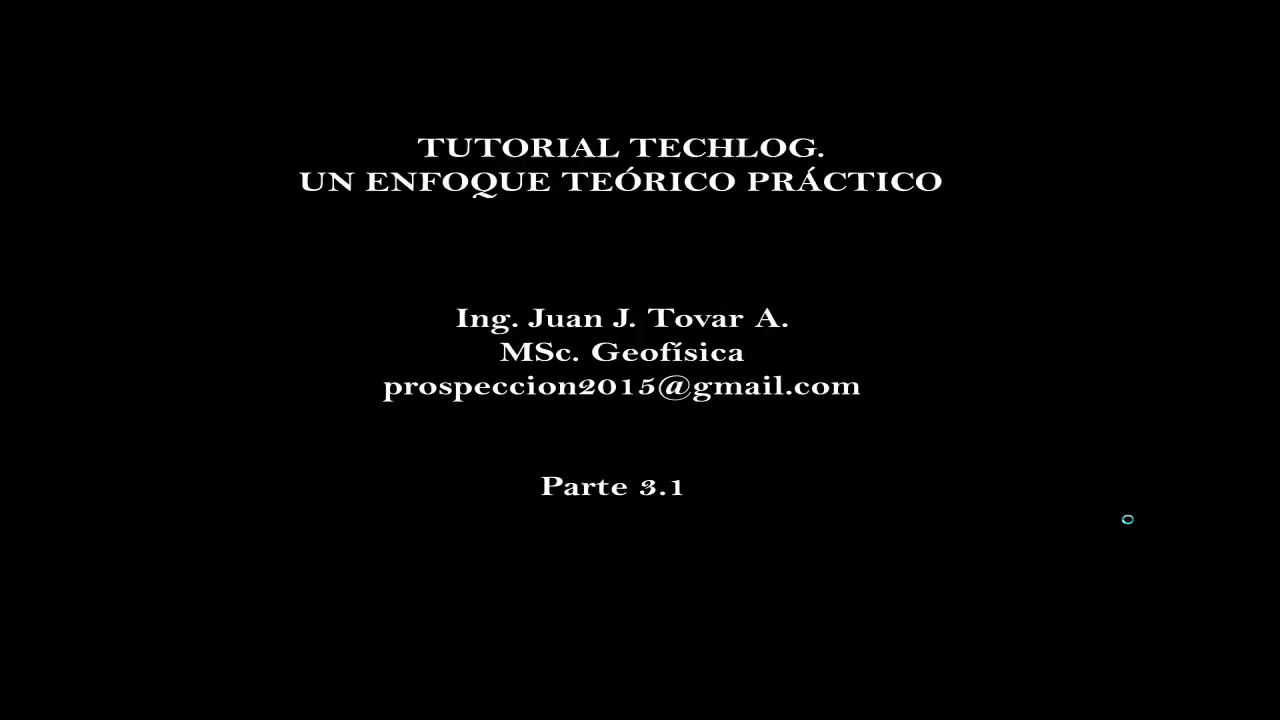 TUTORIAL TECHLOG.
UN ENFOQUE TEÓRICO PRÁCTICO
Ing. Juan J. Tovar A.
MSc. Geofísica
prospeccion2015@gmail.com
Parte 3.1